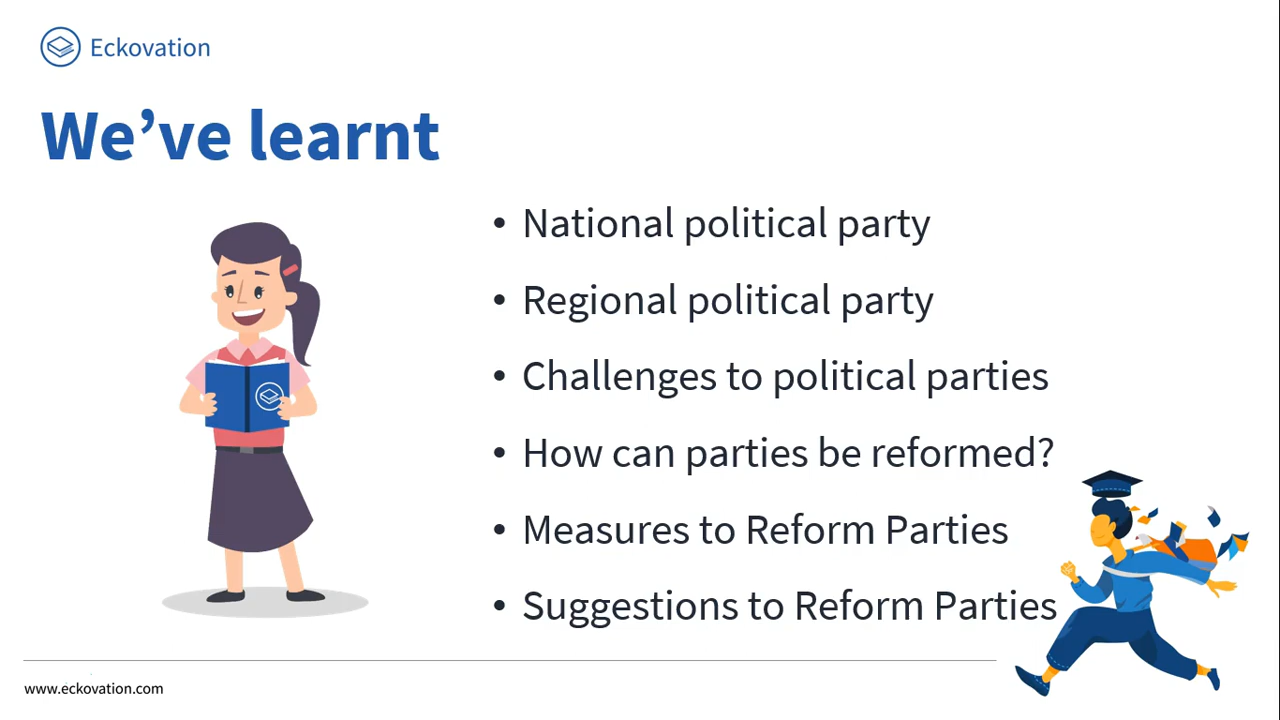 Eckovation
We’ve learnt
• National political party
• Regional political party
• Challenges to political parties
• How can parties be reformed?
• Measures to Reform Parties
• Suggestions to Reform Parties
www.eckovation.com